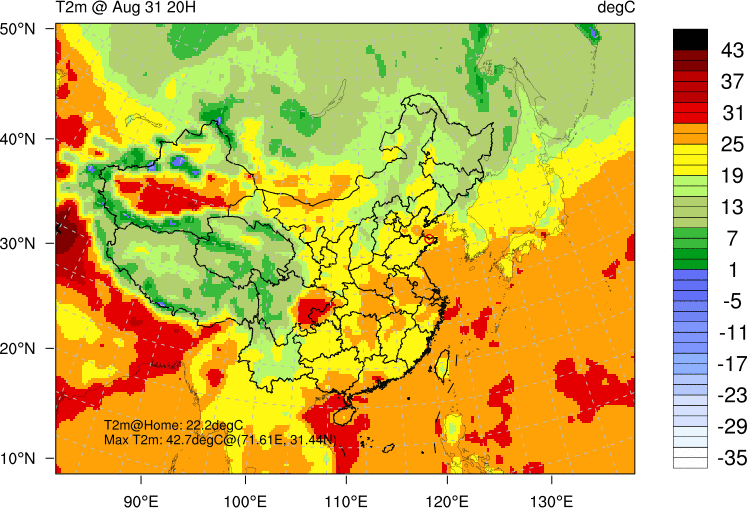 T2m @ Aug 31 20H
degC
50°N
40°N
30°N
20°N
10°N
T2m@Home: 22.2degC
Max T2m: 42.7degC@(71.61E, 31.44N)
90°E
100°E
110°E
120°E
130°E
43
37
31
25
19
13
7
1
-5
-11
-17
-23
-29
-35